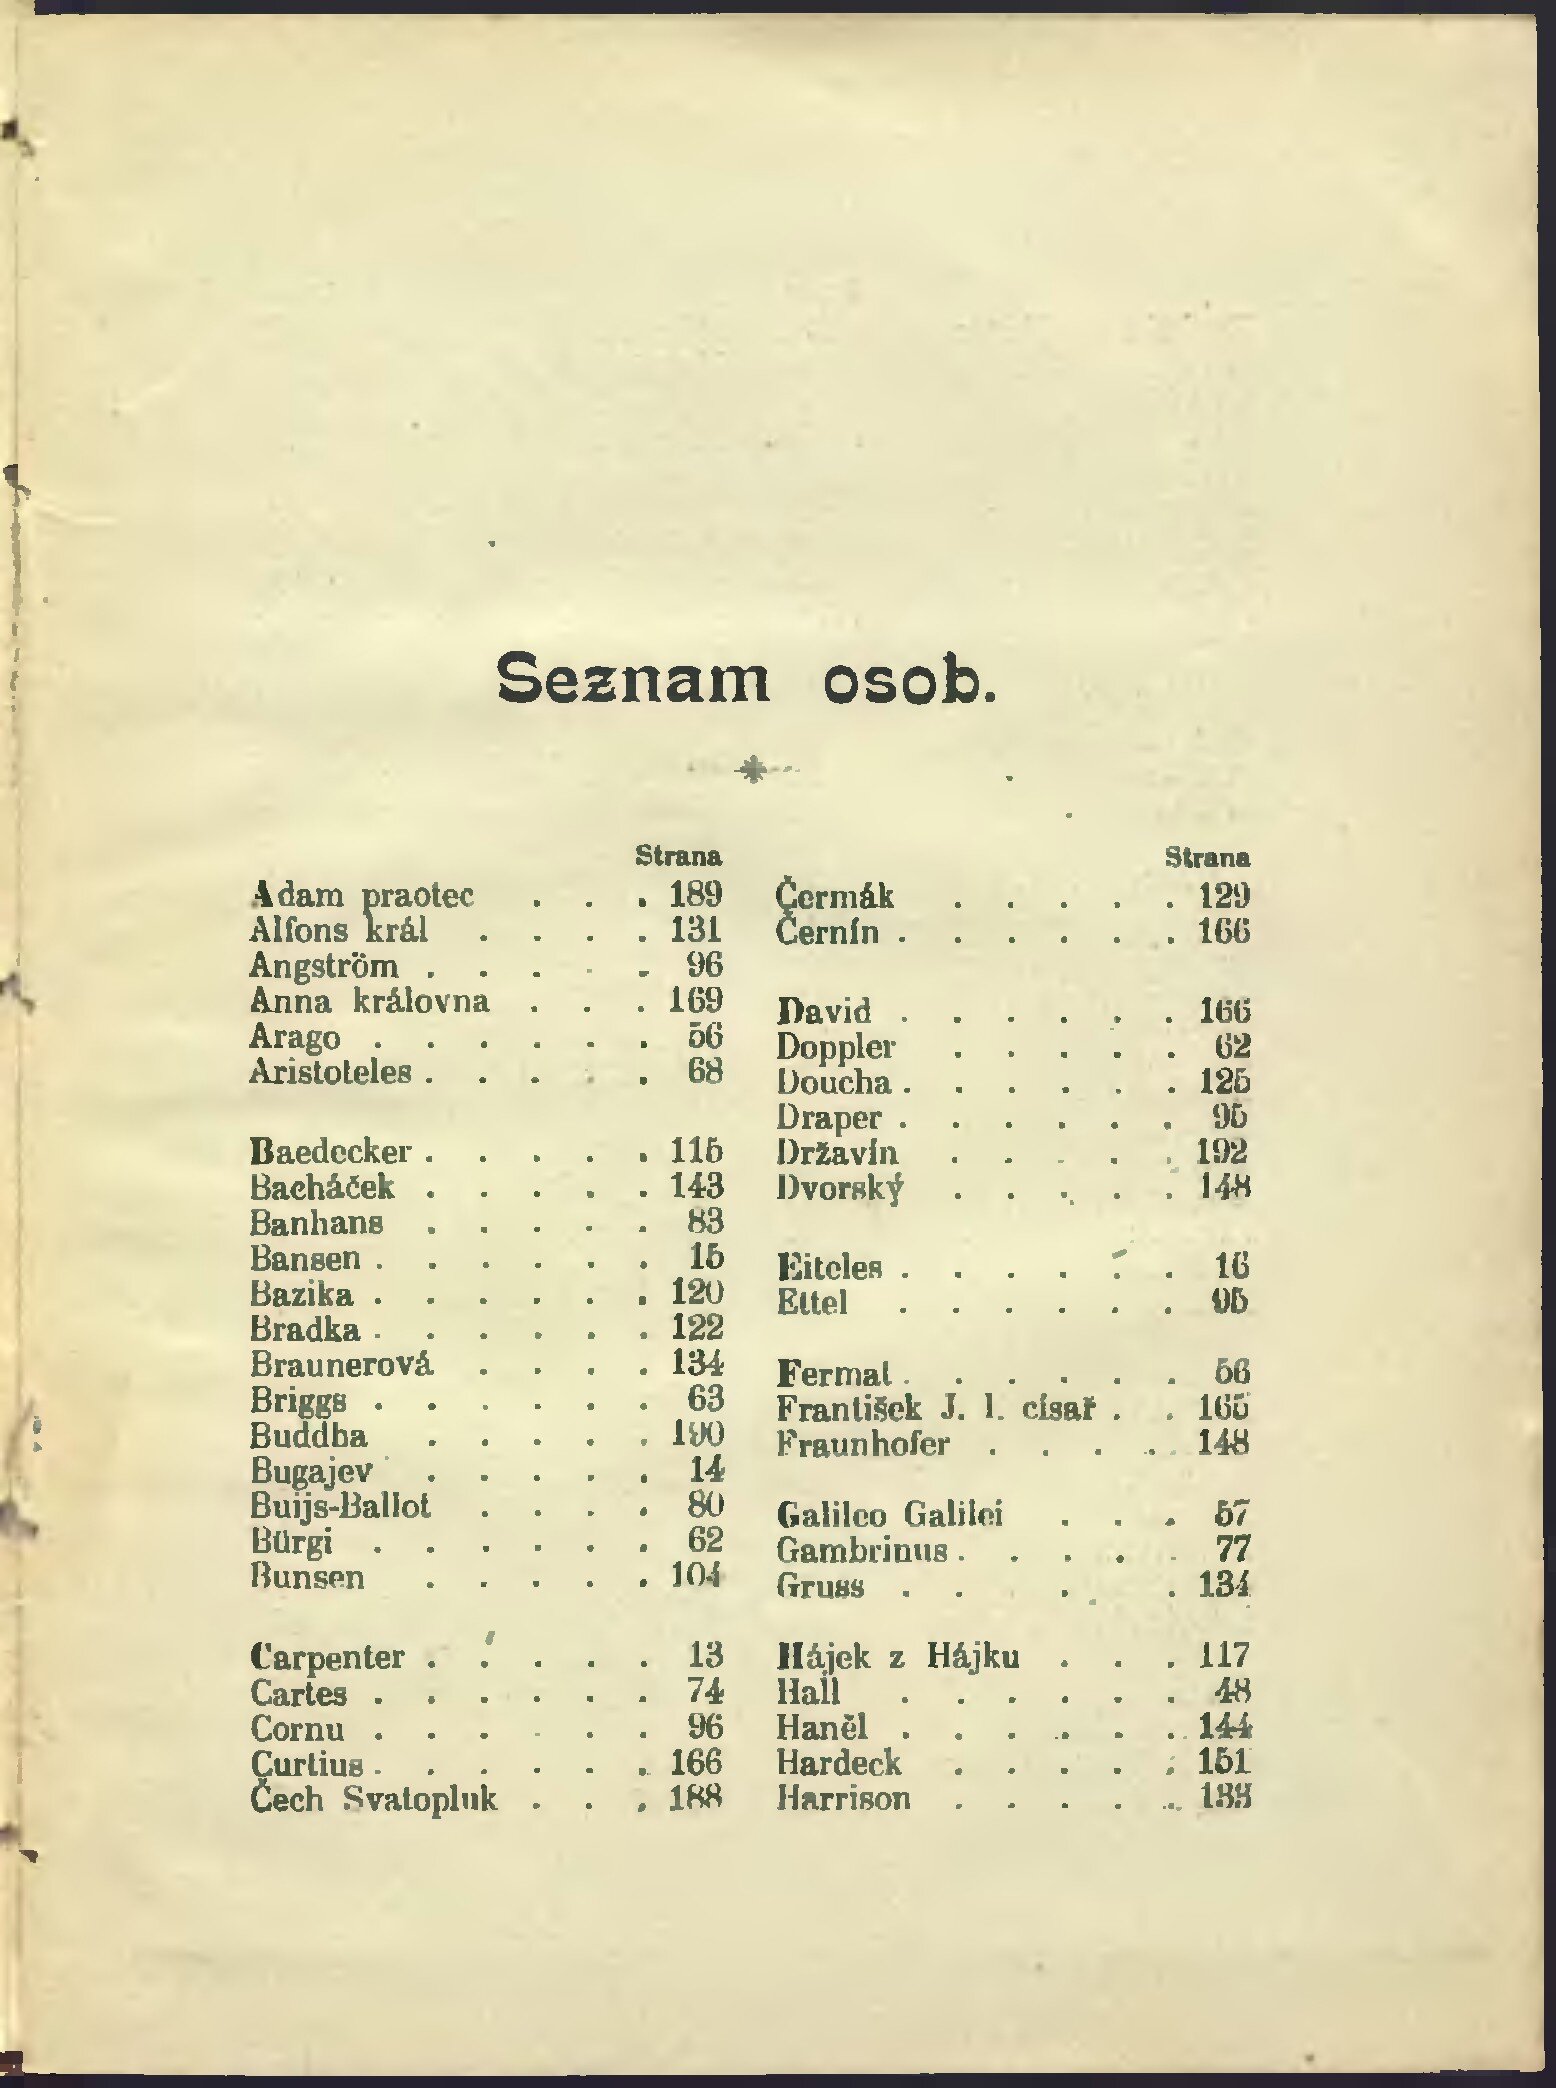 Seznam osob.
Strana
Adam praotec . . . 189
Alfons král . . . . 131
Angström . . . . . 96
Anna královna . . . 169
Arago . . . . . . 56
Aristoteles . . . . . 68
Baedecker . . . . . 115
Bacháček . . . . . 143
Banhans . . . . . 83
Bansen . . . . . . 15
Bazika . . . . . . 120
Bradka . . . . . . 122
Braunerová . . . . 134
Briggs . . . . . . 63
Buddha . . . . . 190
Bugajev . . . . . 14
Buijs-Ballot . . . . 80
Bürgi . . . . . . 62
Bunsen . . . . . 104
Carpenter . . . . . 13
Cartes . . . . . . 74
Cornu . . . . . . 96
Curtius . . . . . . 166
Čech Svatopluk . . . 188
Strana
Čermák . . . . . 129
Černín . . . . . . 166
David . . . . . . 166
Doppler . . . . . 62
Doucha . . . . . . 125
Draper . . . . . . 95
Državín . . . . . 192
Dvorský . . . . . 148
Eiteles . . . . . . 16
Ettel . . . . . . 95
Fermat . . . . . . 56
František J. I. císař . . 165
Fraunhofer . . . . 148
Galileo Galilei . . . 57
Gambrinus . . . . . 77
Gruss . . . . . 134
Hájek z Hájku . . . 117
Hall . . . . . . 48
Haněl . . . . . . 144
Hardeck . . . . . 151
Harrison . . . . .